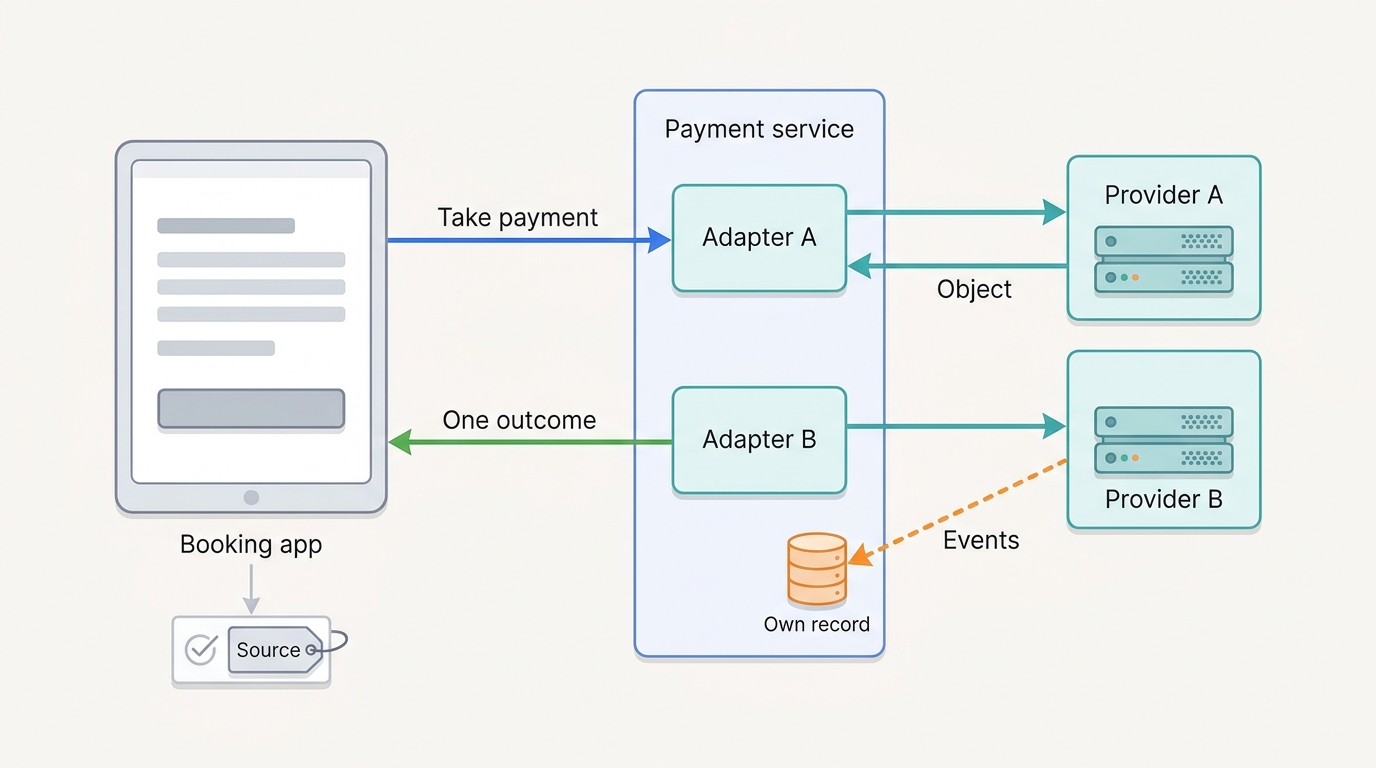 Payment service
Take payment
Adapter A
Provider A
Object
One outcome
Adapter B
Provider B
Events
Booking app
Own record
Source